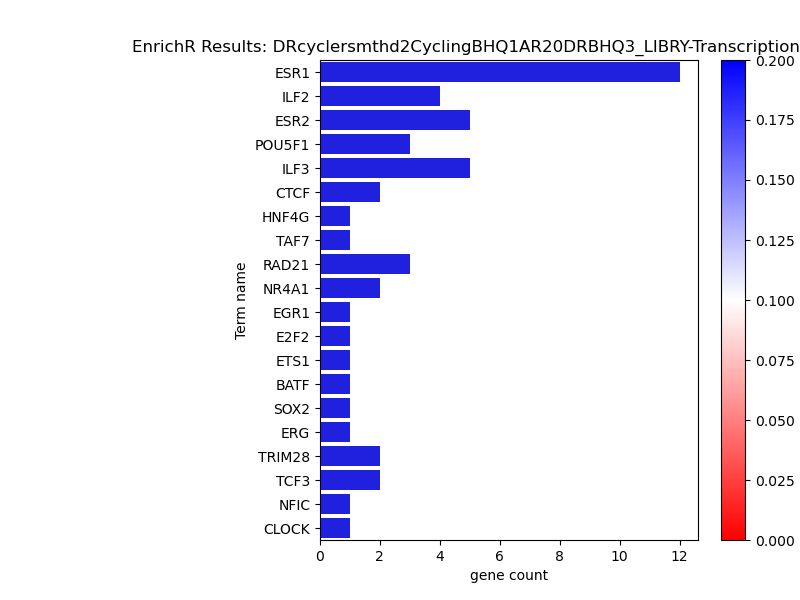 EnrichR Results: DRcyclersmthd2CyclingBHQ1AR20DRBHQ3_LIBRY-Transcription
ESR1
ILF2
ESR2
POU5F1
ILF3
CTCF
HNF4G
TAF7
RAD21
NR4A1
EGR1
E2F2
ETS1
BATF
SOX2
ERG
TRIM28
TCF3
NFIC
CLOCK
Term name
0 2 4 6 8 10 12
gene count
0.200
0.175
0.150
0.125
0.100
0.075
0.050
0.025
0.000